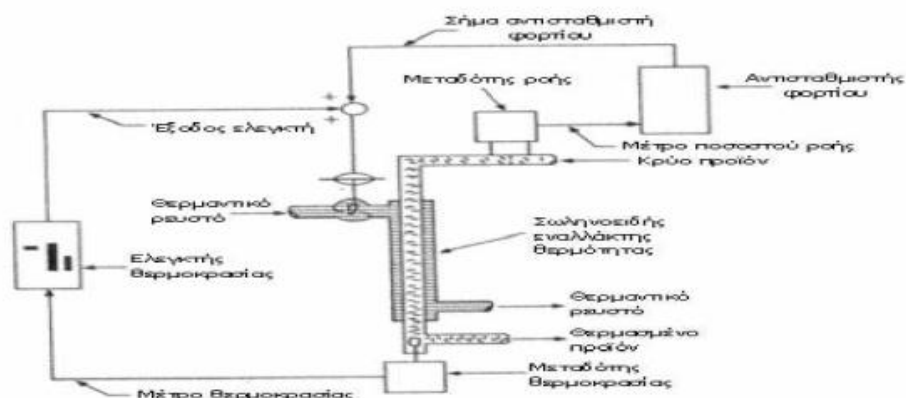 Σήμα αντισταθμιστή
φορτίου
Μεταδότης ροής
Αντισταθμιστής
φορτίου
+
+
Έξοδος ελεγκτή
Μέτρο ποσοστού ροής
Κρύο προϊόν
Θερμαντικό
ρευστό
Σωληνοειδής
εναλλάκτης
θερμότητας
Ελεγκτής
θερμοκρασίας
Θερμαντικό
ρευστό
Θερμασμένο
προϊόν
Μεταδότης
θερμοκρασίας
Μέτρο θερμοκρασίας